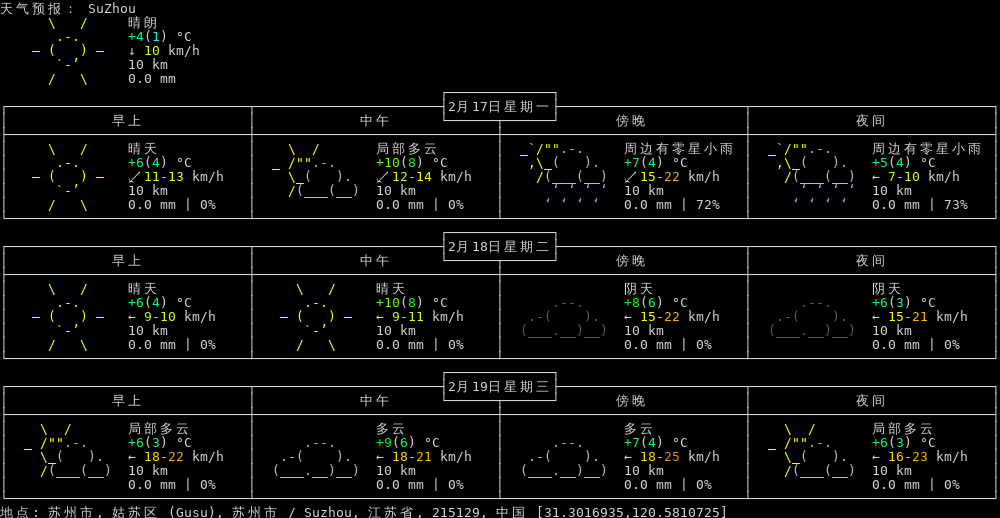 天气预报: SuZhou
晴朗
+4(1) °C
↓ 10 km/h
10 km
0.0 mm
2月17日星期一
早上 中午 傍晚 夜间
晴天 局部多云 周边有零星小雨 周边有零星小雨
+6(4) °C +10(8) °C +7(4) °C +5(4) °C
↙ 11-13 km/h ↙ 12-14 km/h ↙ 15-22 km/h ← 7-10 km/h
10 km 10 km 10 km 10 km
0.0 mm | 0% 0.0 mm | 0% 0.0 mm | 72% 0.0 mm | 73%
2月18日星期二
早上 中午 傍晚 夜间
晴天 晴天 阴天 阴天
+6(4) °C +10(8) °C +8(6) °C +6(3) °C
← 9-10 km/h ← 9-11 km/h ← 15-22 km/h ← 15-21 km/h
10 km 10 km 10 km 10 km
0.0 mm | 0% 0.0 mm | 0% 0.0 mm | 0% 0.0 mm | 0%
2月19日星期三
早上 中午 傍晚 夜间
局部多云 多云 多云 局部多云
+6(3) °C +9(6) °C +7(4) °C +6(3) °C
← 18-22 km/h ← 18-21 km/h ← 18-25 km/h ← 16-23 km/h
10 km 10 km 10 km 10 km
0.0 mm | 0% 0.0 mm | 0% 0.0 mm | 0% 0.0 mm | 0%
地点: 苏州市, 姑苏区 (Gusu), 苏州市 / Suzhou, 江苏省, 215129, 中国 [31.3016935,120.5810725]